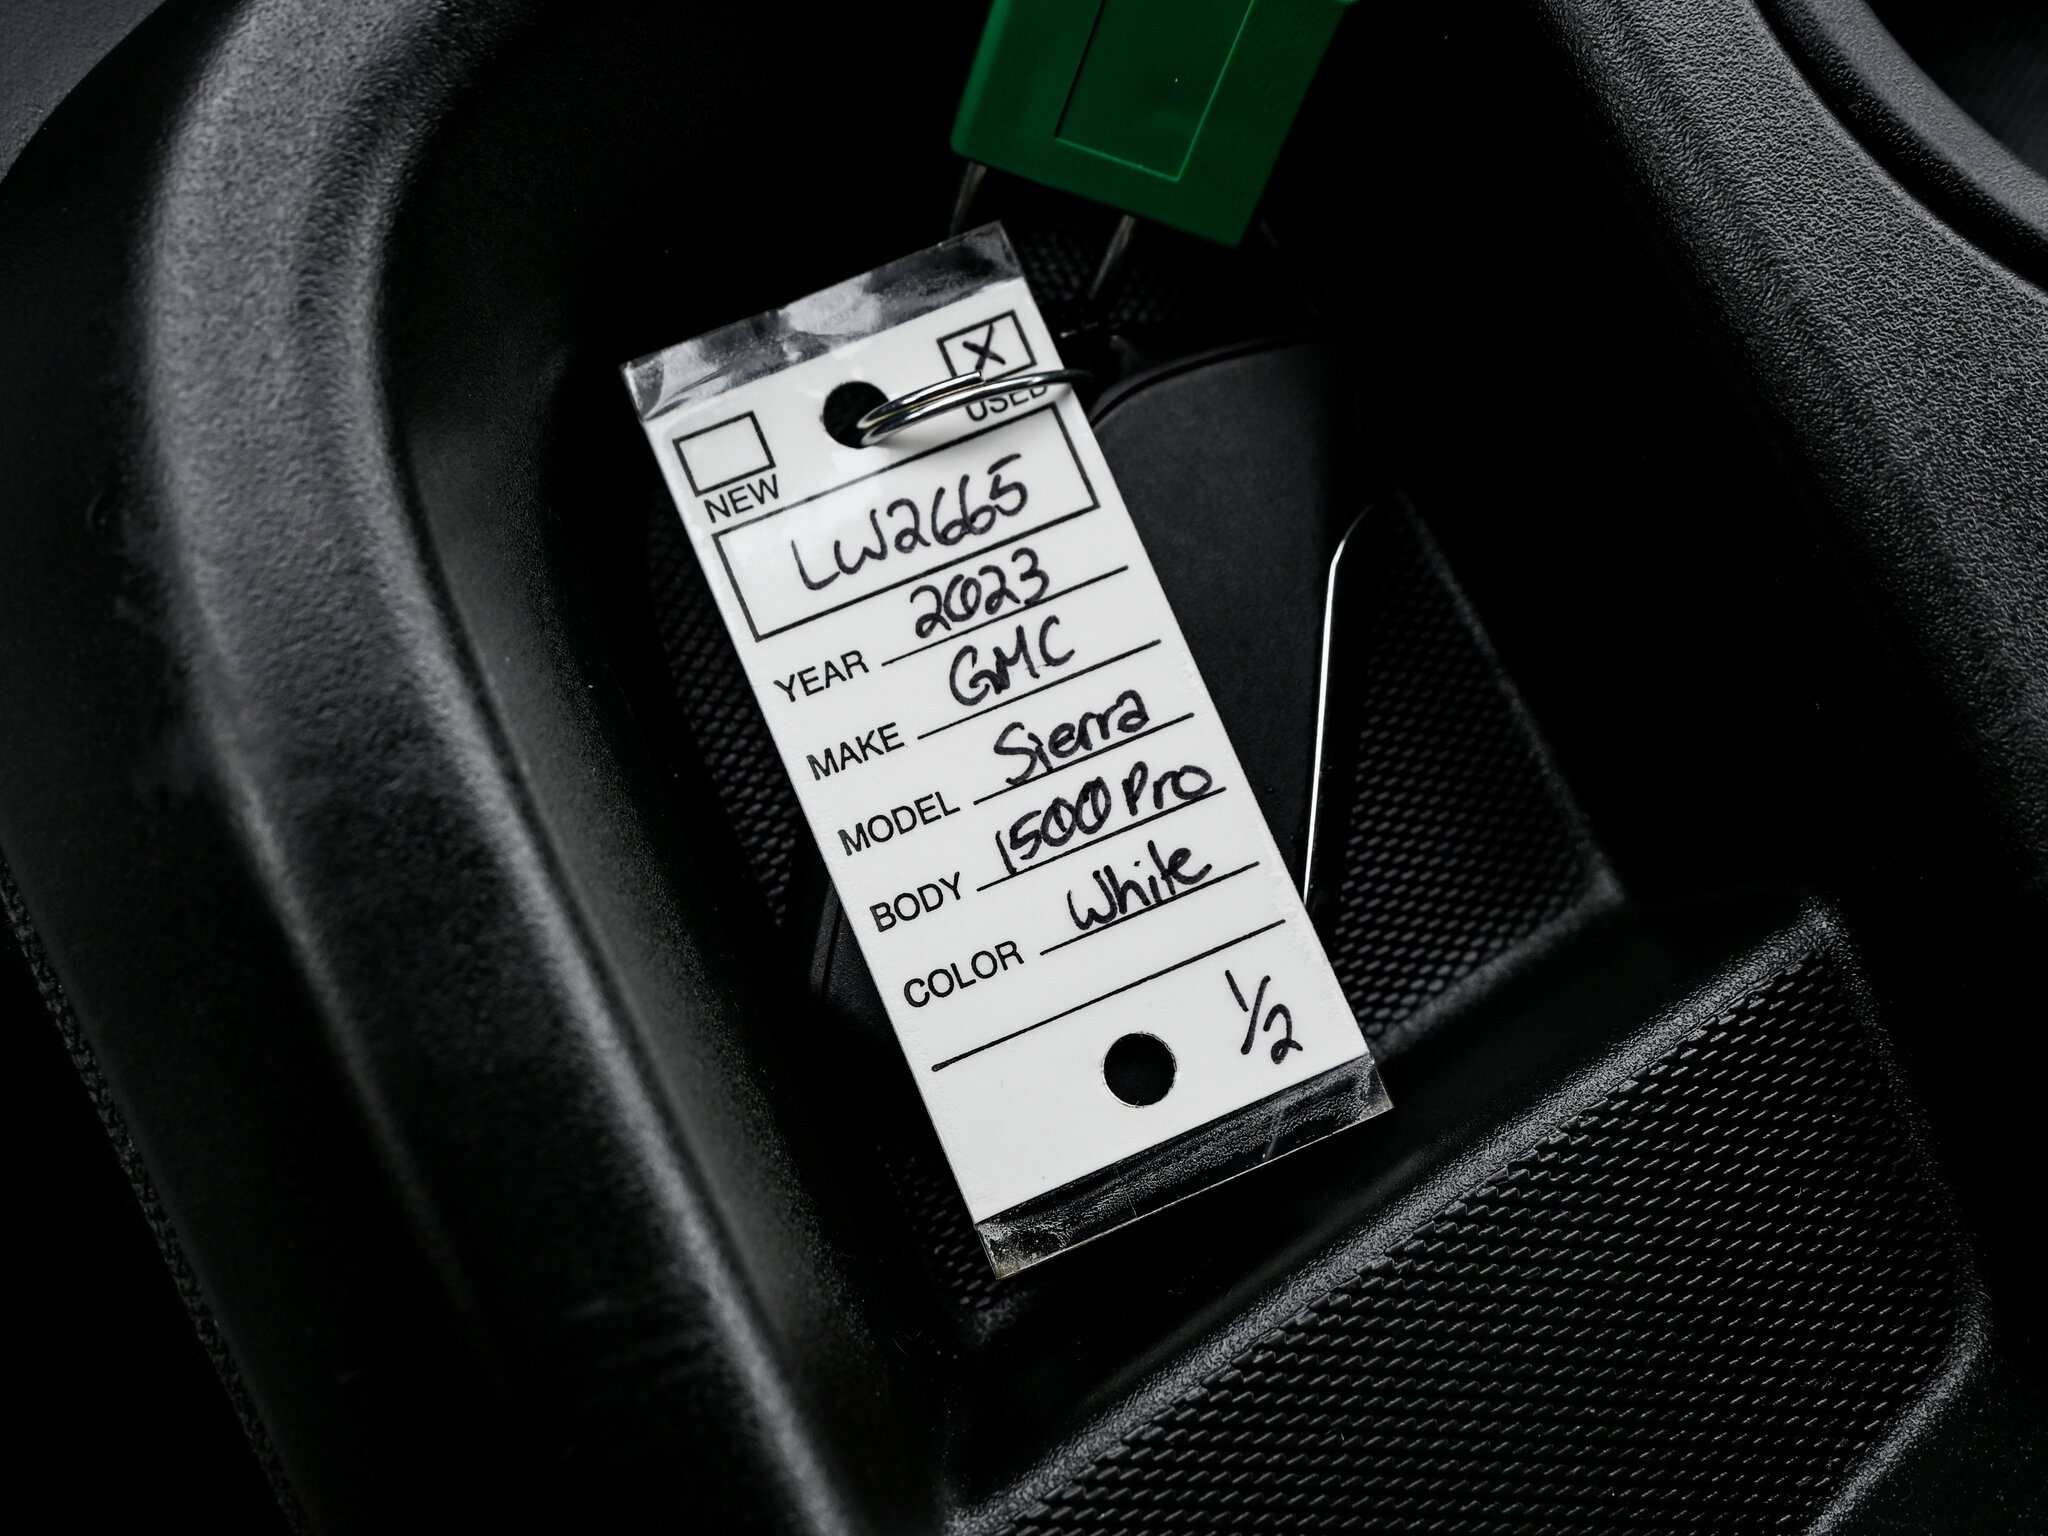 X
USED
NEW
LW2665
YEAR 2023
MAKE GMC
MODEL Sierra
BODY 1500 Pro
COLOR White
1/2